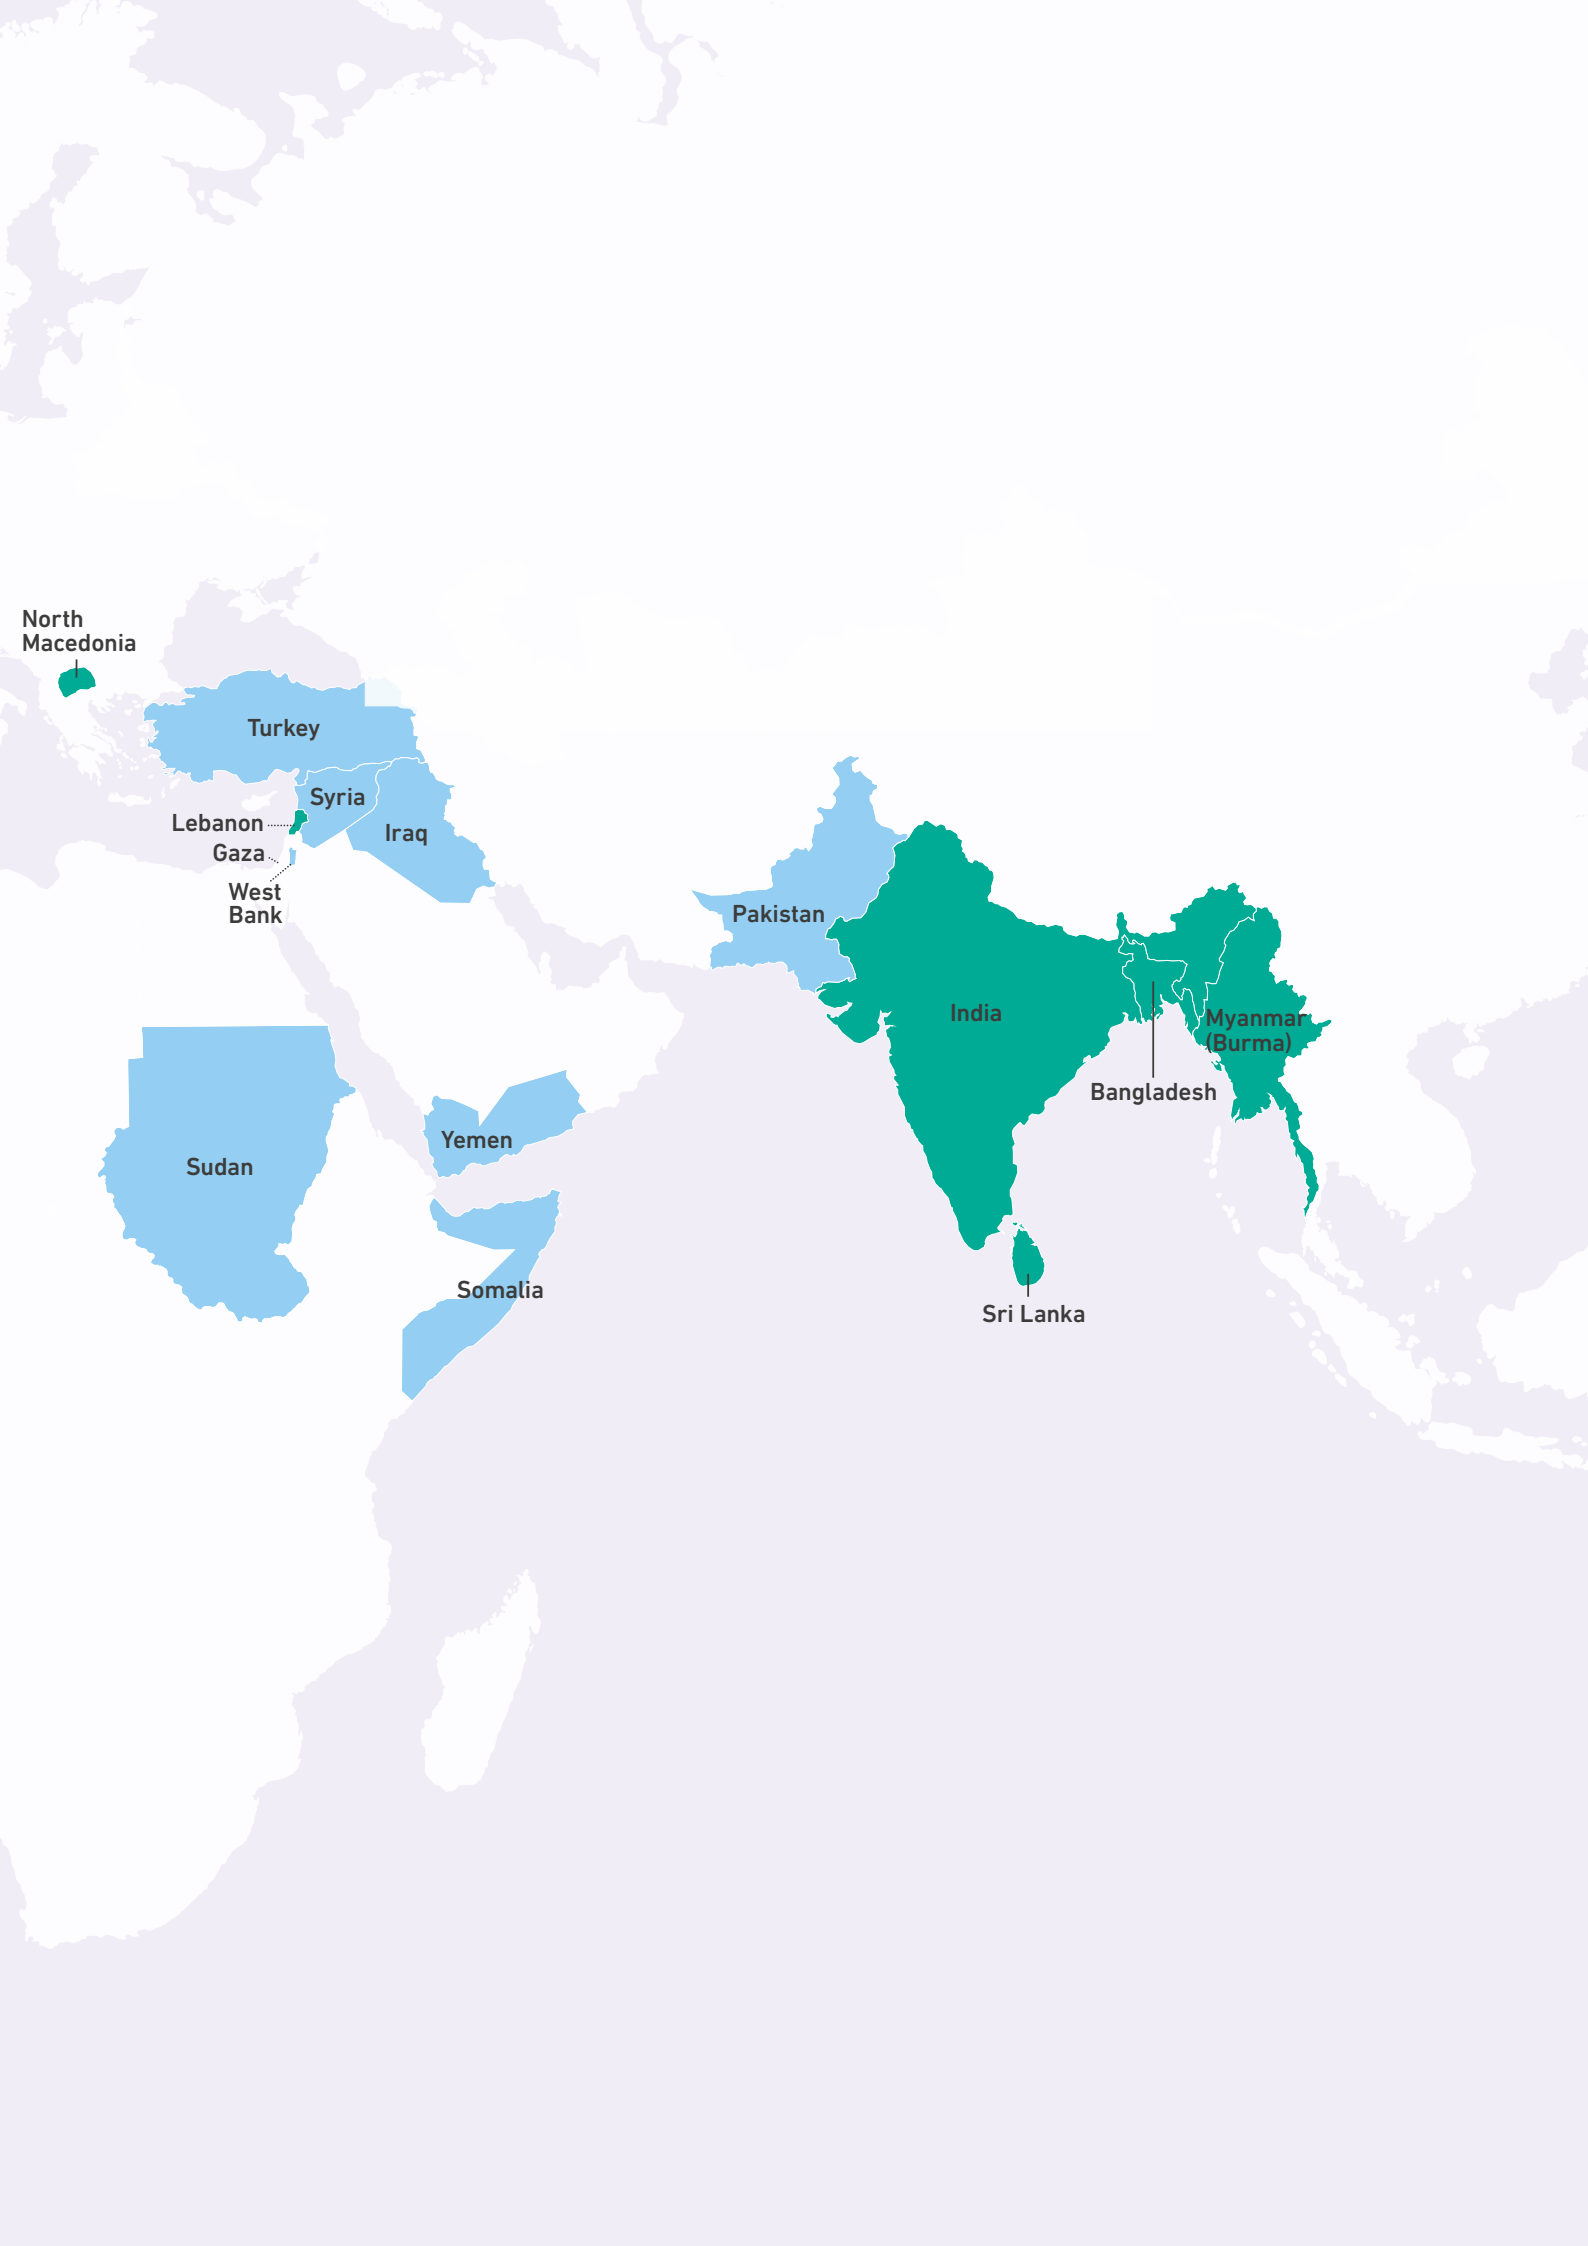 North
Macedonia
Turkey
Syria
Lebanon
Iraq
Gaza
West
Bank
Pakistan
India
Myanmar
(Burma)
Bangladesh
Yemen
Sudan
Somalia
Sri Lanka